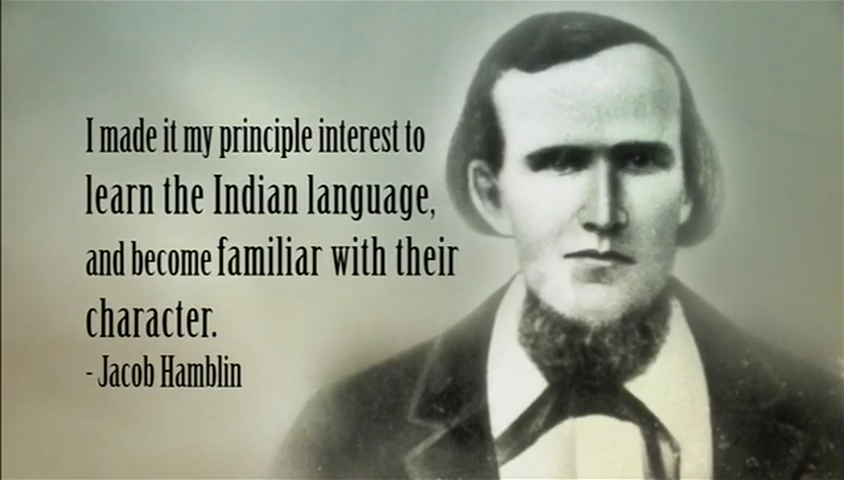 I made it my principle interest to
learn the Indian language,
and become familiar with their
character.
- Jacob Hamblin